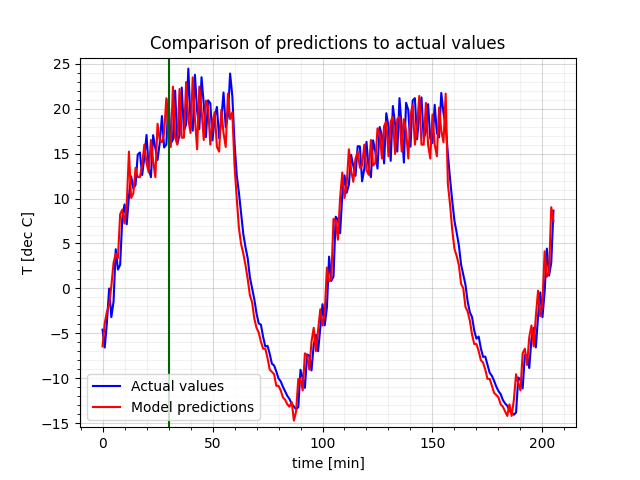 Comparison of predictions to actual values
25
20
15
10
5
0
−5
−10
−15
T [dec C]
Actual values
Model predictions
0 50 100 150 200
time [min]